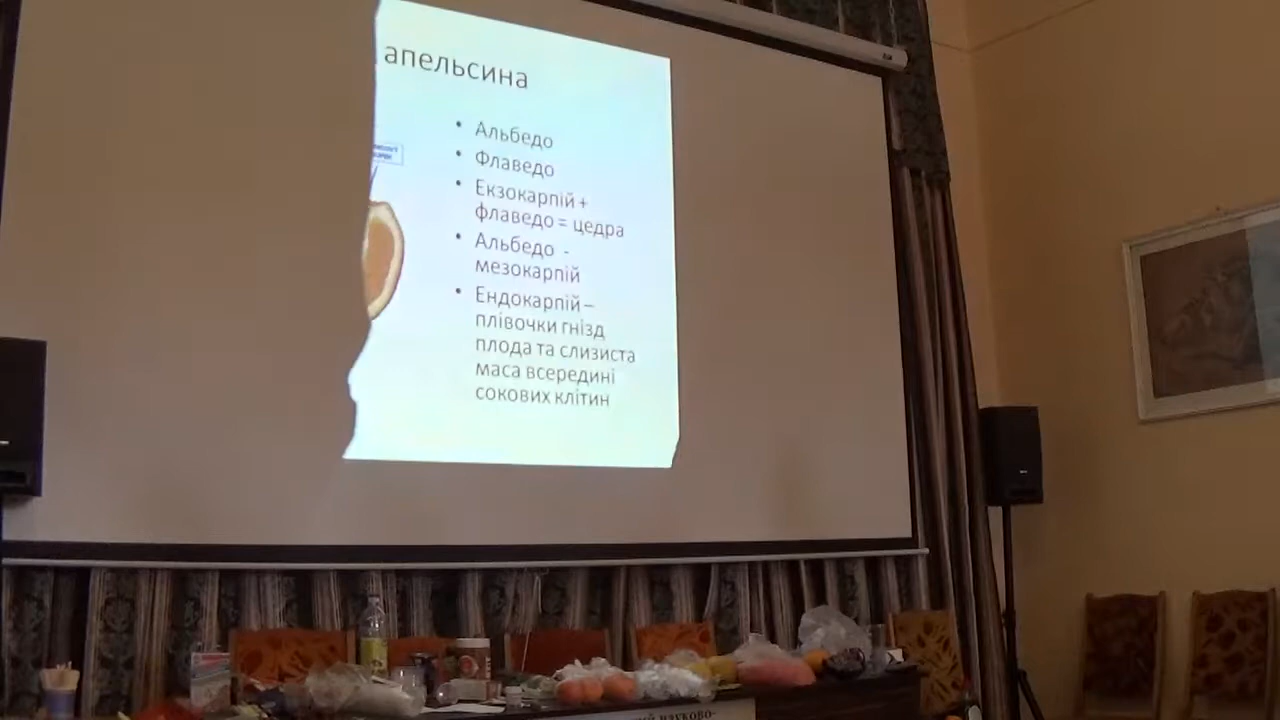 апельсина
• Альбедо
• Флаведо
• Екзокарпій +
флаведо = цедра
• Альбедо -
мезокарпій
• Ендокарпій –
плівочки гнізд
плода та слизиста
маса всередині
сокових клітин